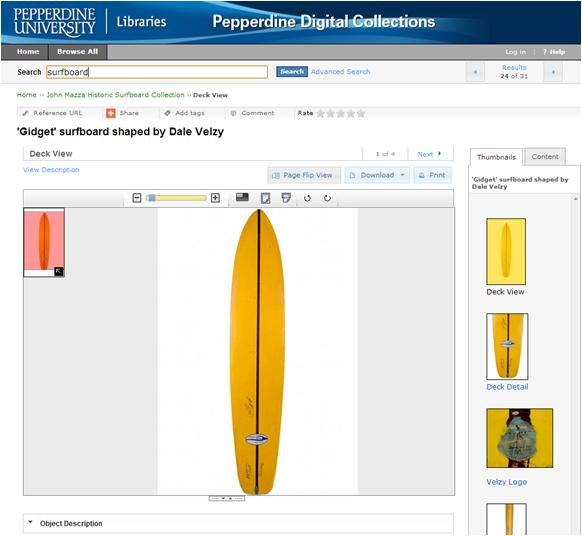 PEPPERDINE
UNIVERSITY
Libraries
Pepperdine Digital Collections
Home
Browse All
Log in | ? Help
Search surfboard Search Advanced Search
Results
24 of 31
Home ›› John Mazza Historic Surfboard Collection ›› Deck View
Reference URL
Share
Add tags
Comment
Rate
'Gidget' surfboard shaped by Dale Velzy
Deck View
1 of 4
Next
View Description
Page Flip View
Download
Print
Object Description
Thumbnails
Content
'Gidget' surfboard shaped by
Dale Velzy
Deck View
Deck Detail
Velzy Logo